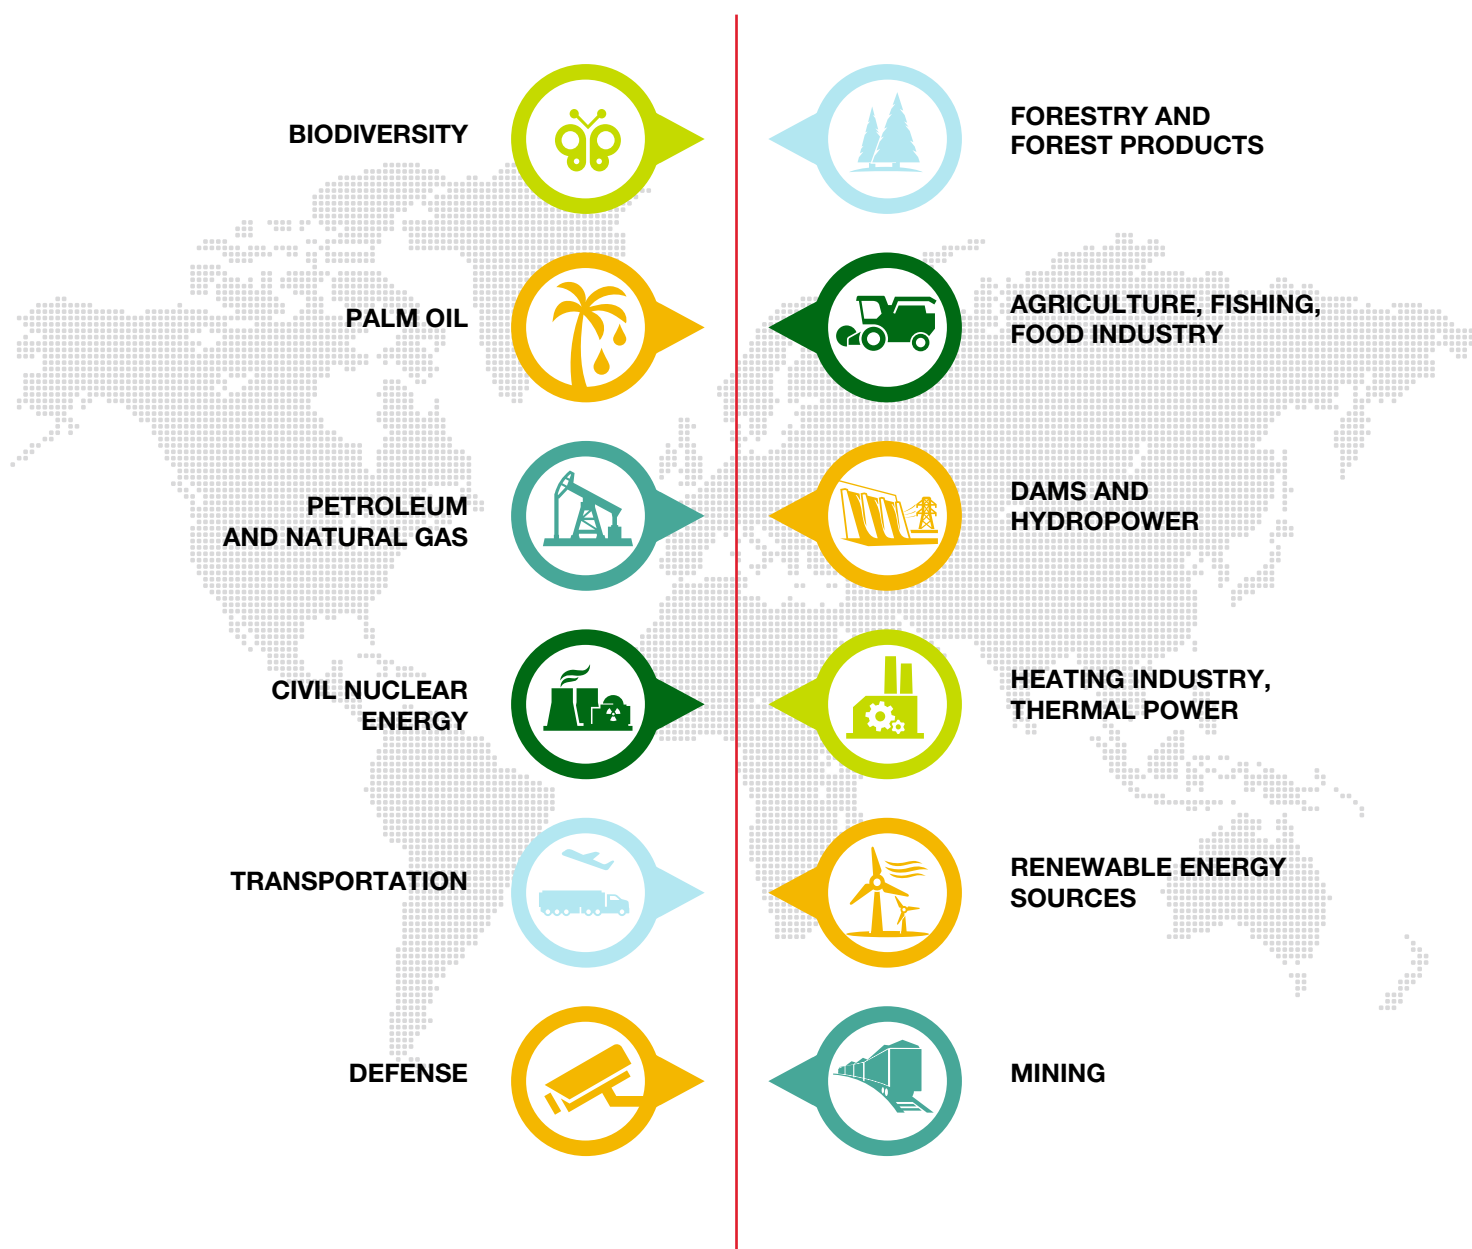 BIODIVERSITY
FORESTRY AND
FOREST PRODUCTS
PALM OIL
AGRICULTURE, FISHING,
FOOD INDUSTRY
PETROLEUM
AND NATURAL GAS
DAMS AND
HYDROPOWER
CIVIL NUCLEAR
ENERGY
HEATING INDUSTRY,
THERMAL POWER
TRANSPORTATION
RENEWABLE ENERGY
SOURCES
DEFENSE
MINING